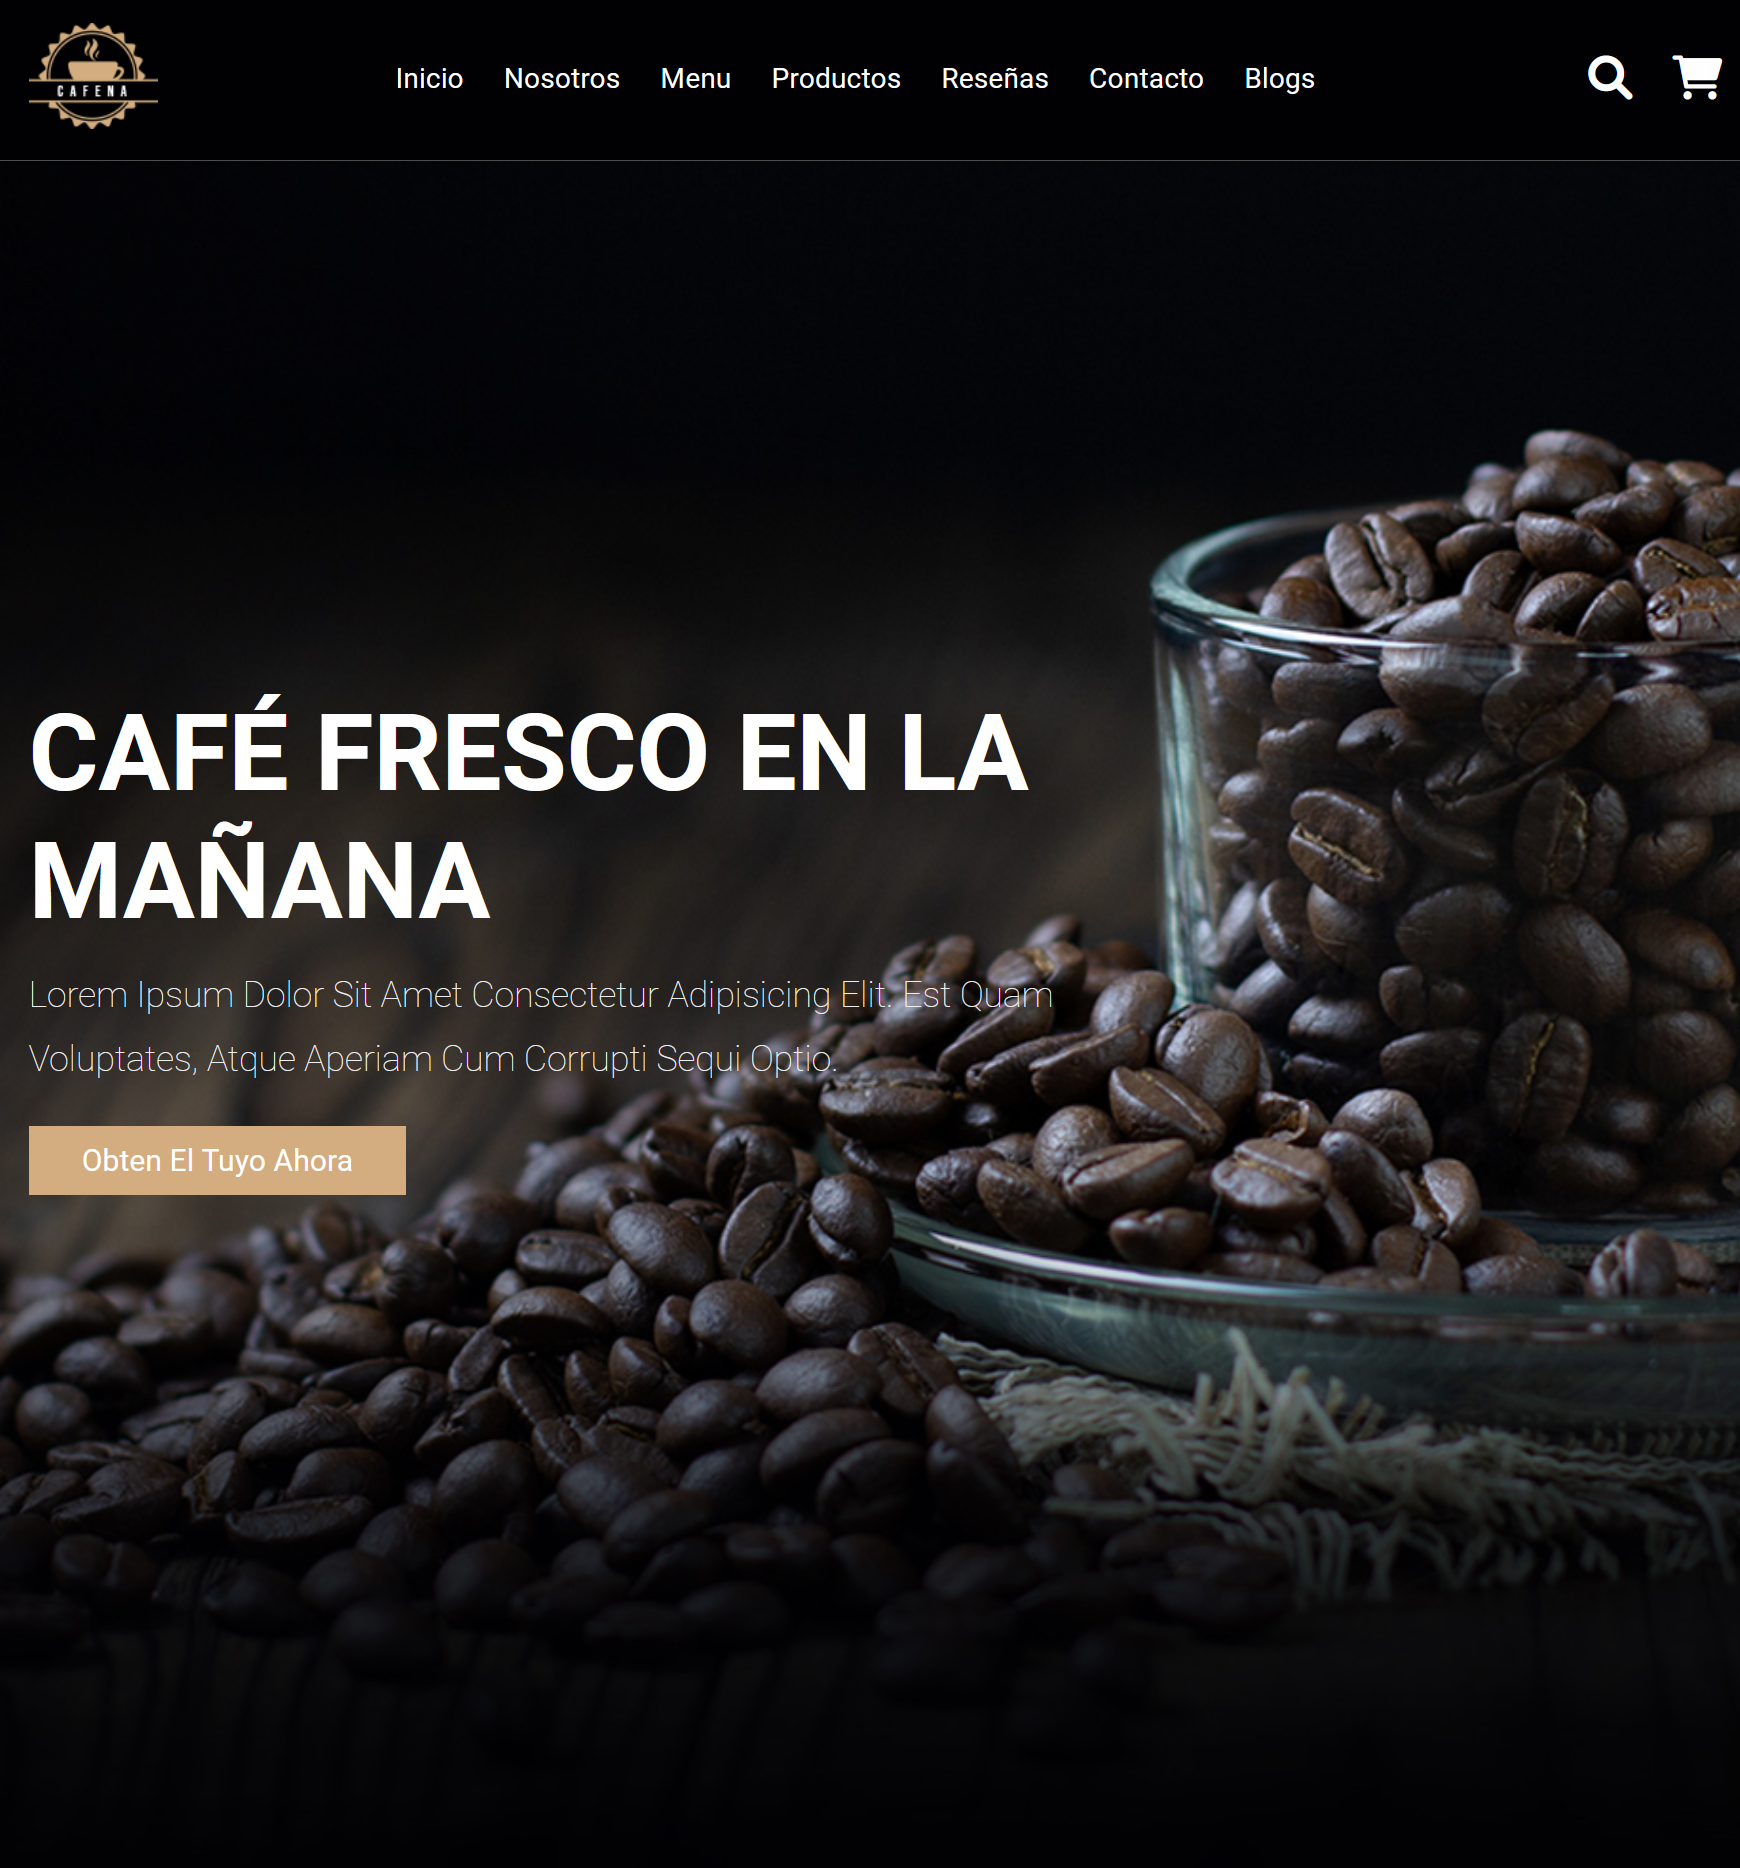 CAFENA
Inicio Nosotros Menu Productos Reseñas Contacto Blogs
CAFÉ FRESCO EN LA
MAÑANA
Lorem Ipsum Dolor Sit Amet Consectetur Adipisicing Elit. Est Quam
Voluptates, Atque Aperiam Cum Corrupti Sequi Optio.
Obten El Tuyo Ahora